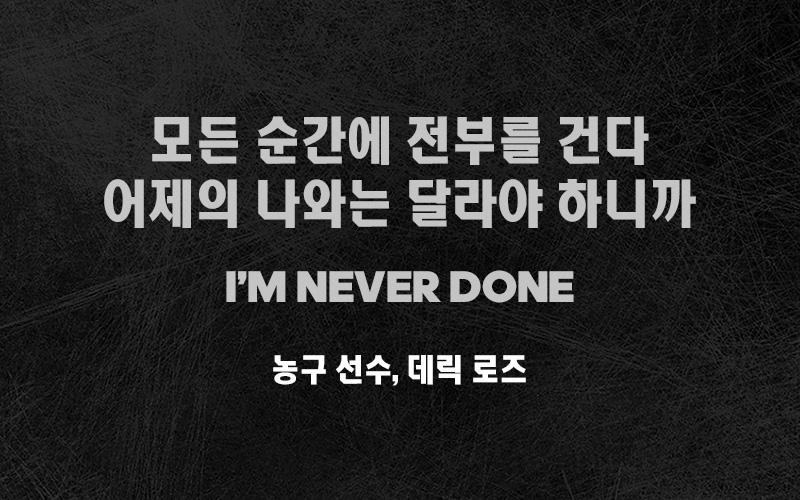 모든 순간에 전부를 건다
어제의 나와는 달라야 하니까
I'M NEVER DONE
농구 선수, 데릭 로즈